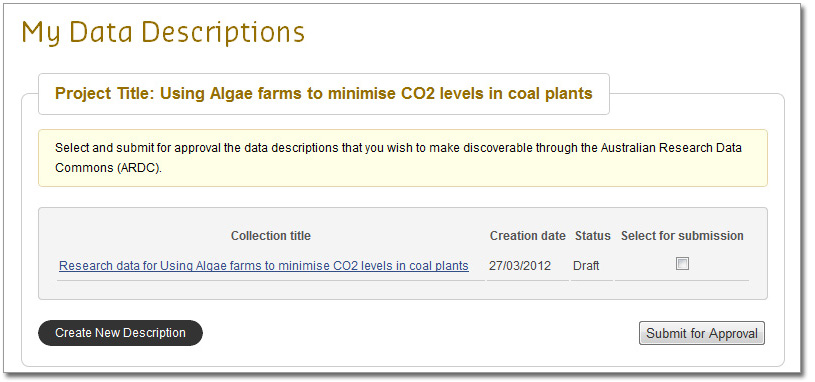 My Data Descriptions
Project Title: Using Algae farms to minimise CO2 levels in coal plants
Select and submit for approval the data descriptions that you wish to make discoverable through the Australian Research Data
Commons (ARDC).
Collection title Creation date Status Select for submission
Research data for Using Algae farms to minimise CO2 levels in coal plants 27/03/2012 Draft
Create New Description Submit for Approval